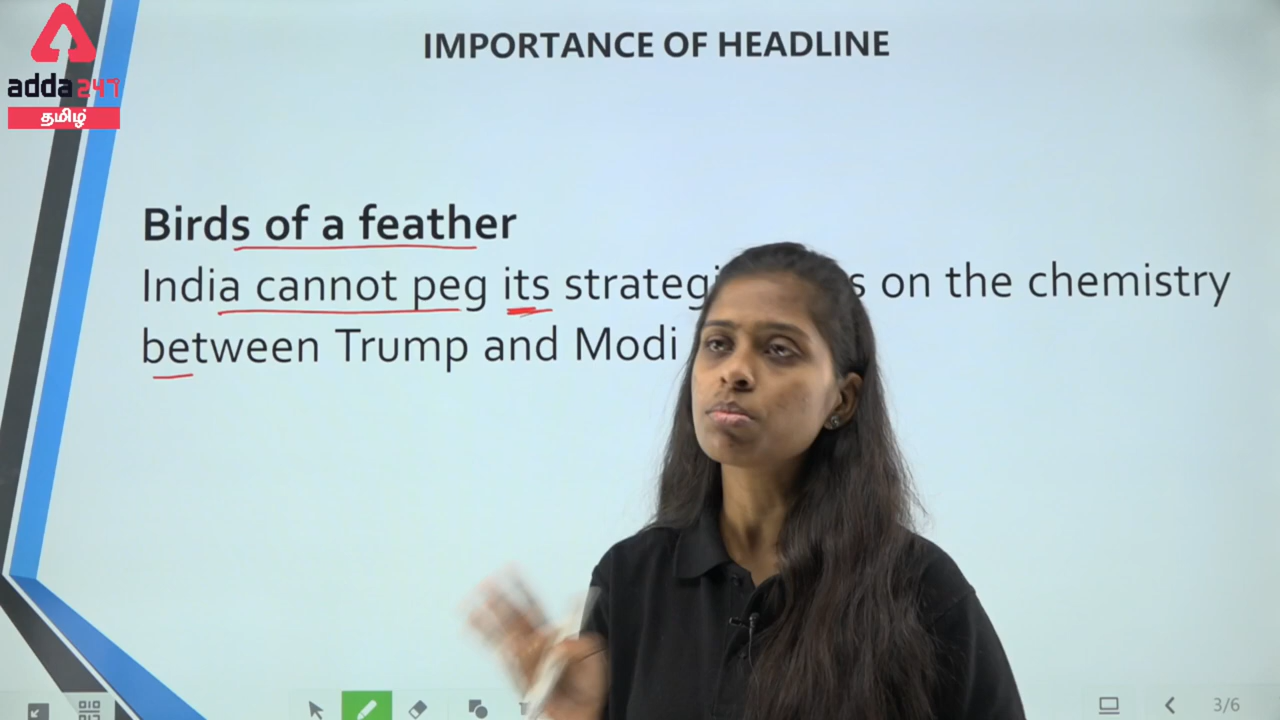 adda247
தமிழ்
IMPORTANCE OF HEADLINE
Birds of a feather
India cannot peg its on the chemistry
between Trump and Modi
3/6